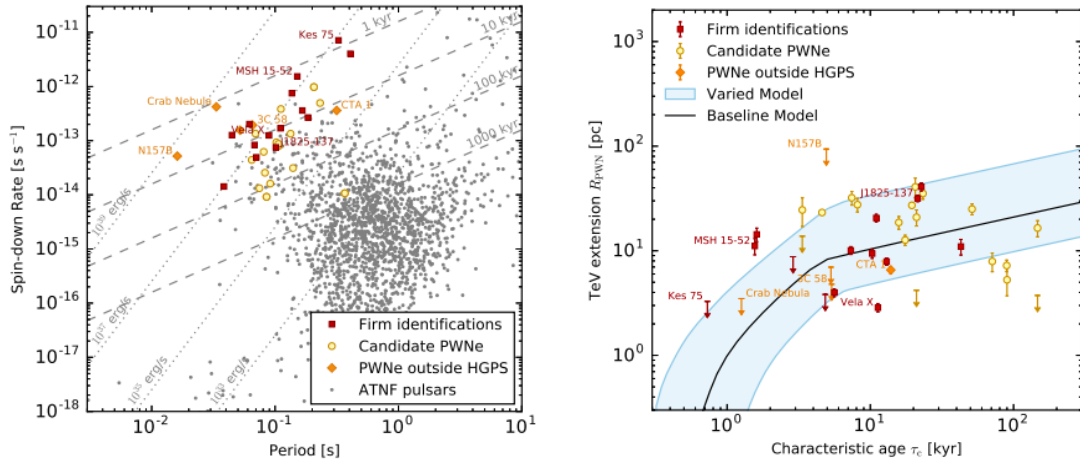 10⁻¹¹
10⁻¹²
10⁻¹³
10⁻¹⁴
10⁻¹⁵
10⁻¹⁶
10⁻¹⁷
10⁻¹⁸
Spin-down Rate [s s⁻¹]
Kes 75
1 kyr
10 kyr
MSH 15-52
100 kyr
Crab Nebula
CTA 1
3C 58
Vela X
1000 kyr
J1825-137
N157B
10³⁹ erg/s
10³⁷ erg/s
10³⁵ erg/s
10³³ erg/s
Firm identifications
Candidate PWNe
PWNe outside HGPS
ATNF pulsars
10⁻² 10⁻¹ 10⁰ 10¹
Period [s]
10³
10²
10¹
10⁰
TeV extension R_PWN [pc]
Firm identifications
Candidate PWNe
PWNe outside HGPS
Varied Model
Baseline Model
N157B
J1825-137
MSH 15-52
CTA 1
3C 58
Kes 75
Crab Nebula
Vela X
10⁰ 10¹ 10²
Characteristic age τ_c [kyr]